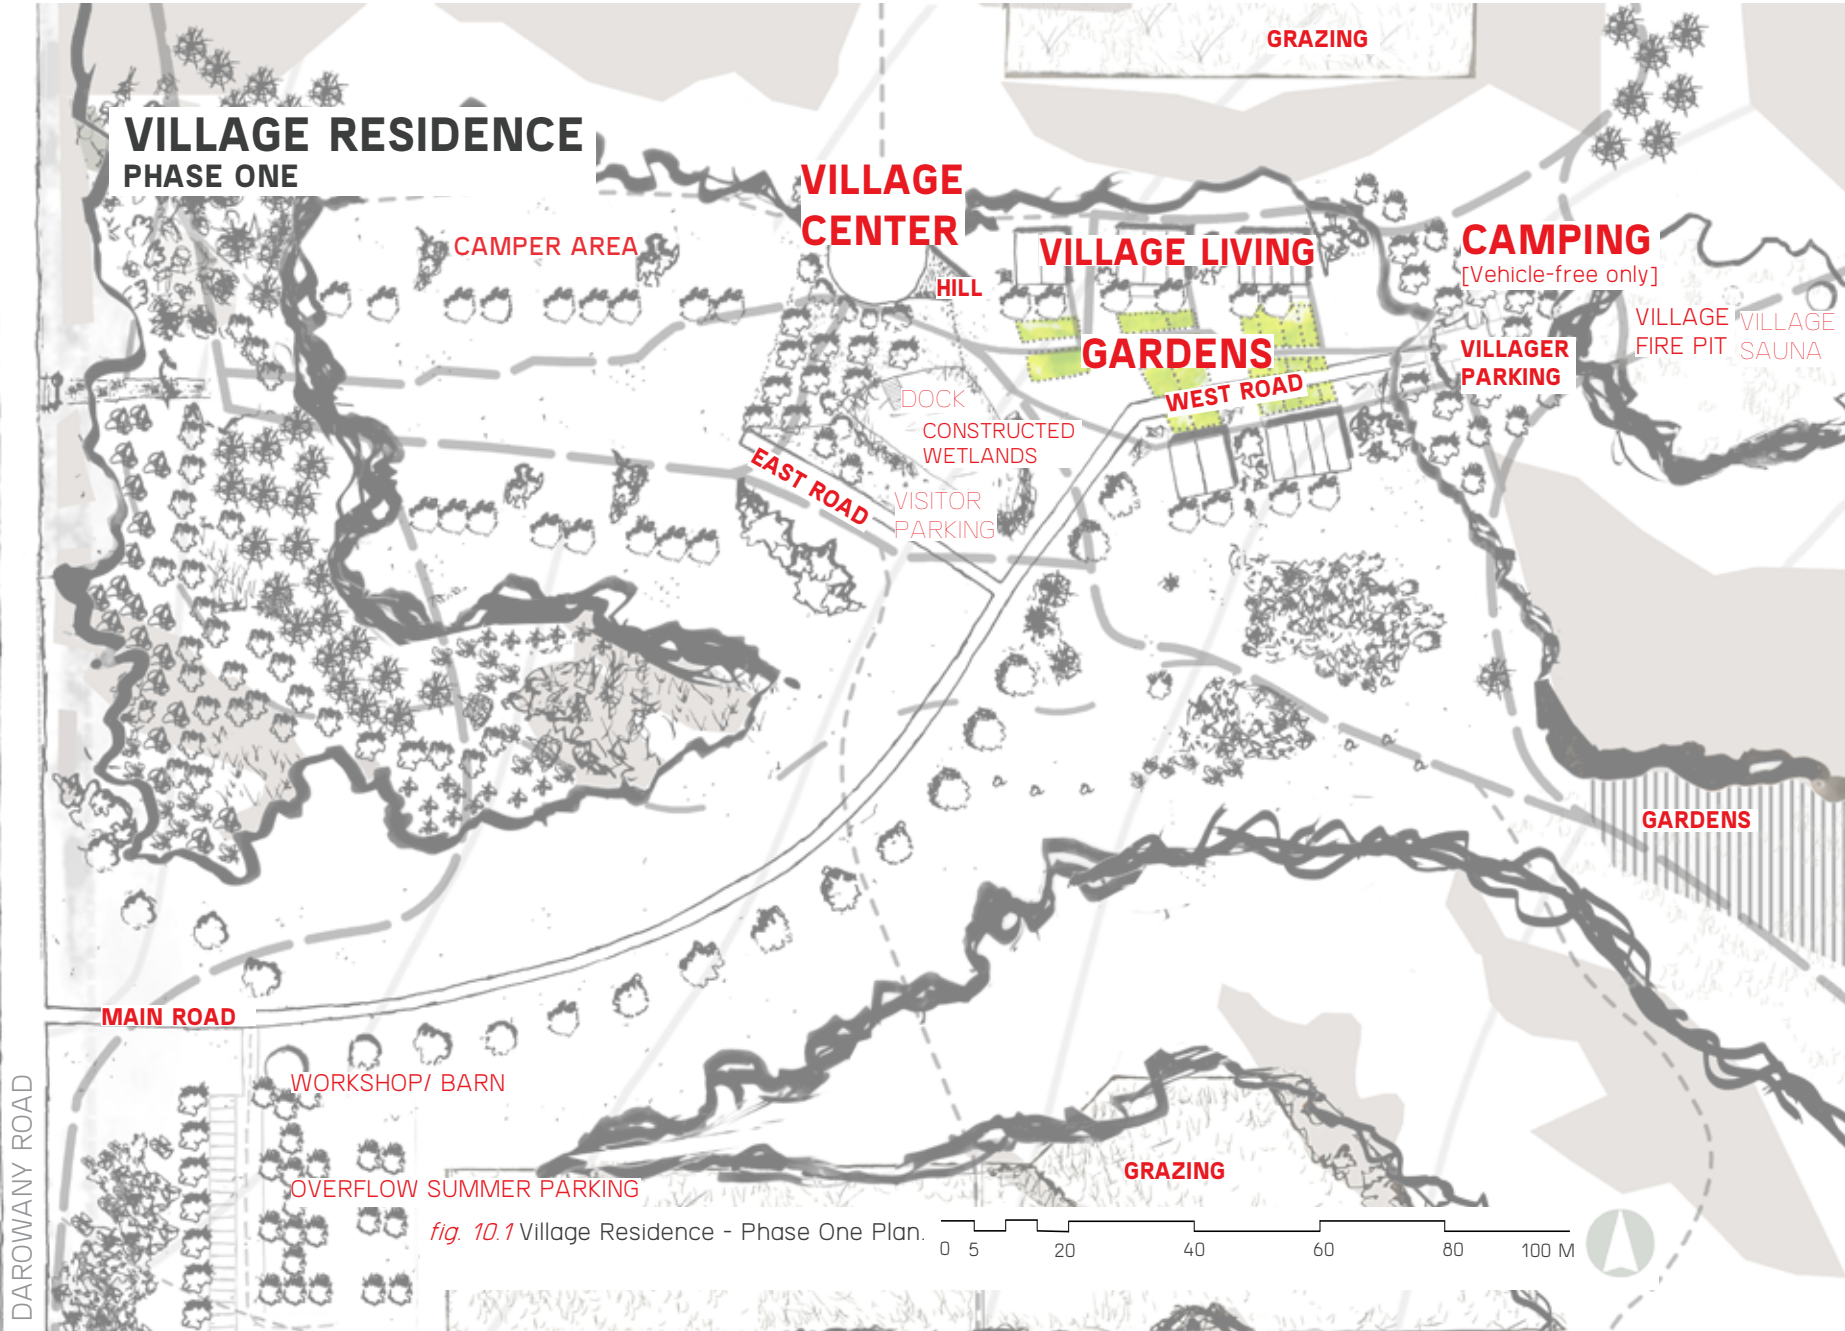 GRAZING
VILLAGE RESIDENCE
PHASE ONE
VILLAGE
CENTER
CAMPER AREA
VILLAGE LIVING
CAMPING
[Vehicle-free only]
HILL
VILLAGE
FIRE PIT
VILLAGE
SAUNA
GARDENS
VILLAGER
PARKING
WEST ROAD
DOCK
CONSTRUCTED
WETLANDS
EAST ROAD
VISITOR
PARKING
GARDENS
MAIN ROAD
WORKSHOP/ BARN
DAROWANY ROAD
GRAZING
OVERFLOW SUMMER PARKING
fig. 10.1 Village Residence - Phase One Plan.
0 5 20 40 60 80 100 M